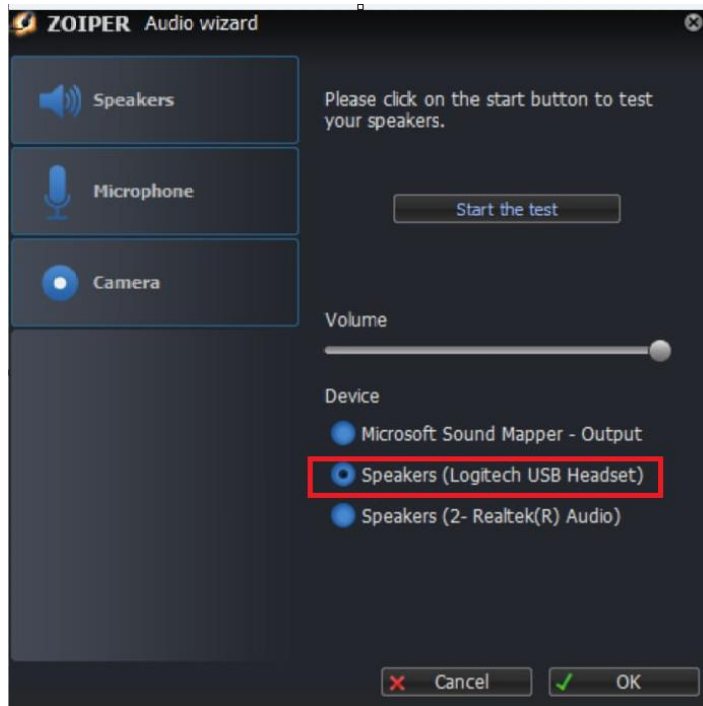 ZOIPER Audio wizard
Speakers
Microphone
Camera
Please click on the start button to test
your speakers.
Start the test
Volume
Device
Microsoft Sound Mapper - Output
Speakers (Logitech USB Headset)
Speakers (2- Realtek(R) Audio)
Cancel
OK